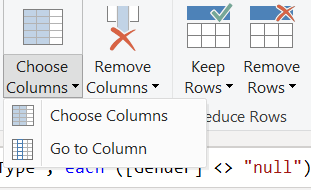 Choose Columns
Remove Columns
Keep Rows
Remove Rows
Choose Columns
Go to Column
educe Rows
Type", each ([Gender] <> "null")